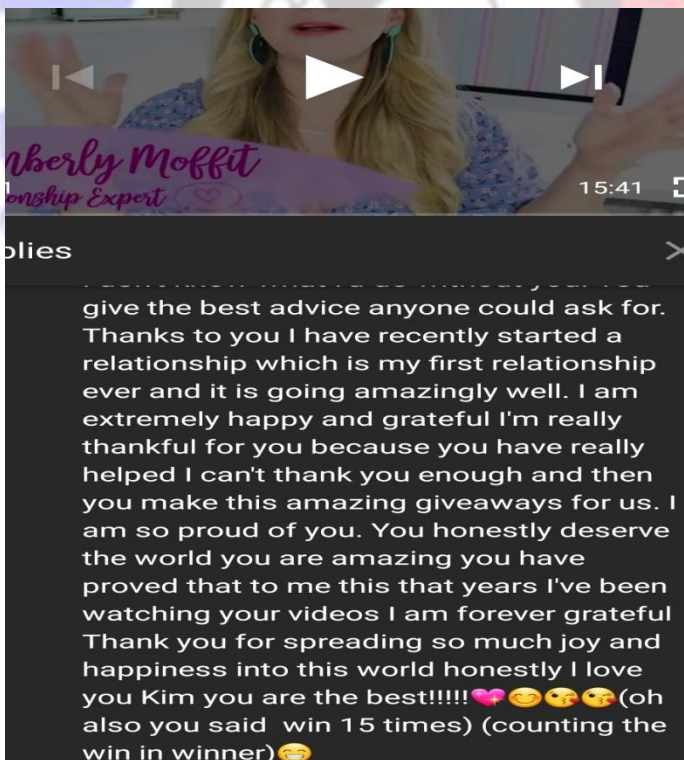 mberly Moffit
onship Expert
1
15:41
plies
give the best advice anyone could ask for.
Thanks to you I have recently started a
relationship which is my first relationship
ever and it is going amazingly well. I am
extremely happy and grateful I'm really
thankful for you because you have really
helped I can't thank you enough and then
you make this amazing giveaways for us. I
am so proud of you. You honestly deserve
the world you are amazing you have
proved that to me this that years I've been
watching your videos I am forever grateful
Thank you for spreading so much joy and
happiness into this world honestly I love
you Kim you are the best!!!!!💖😊😘😘(oh
also you said  win 15 times) (counting the
win in winner)😁